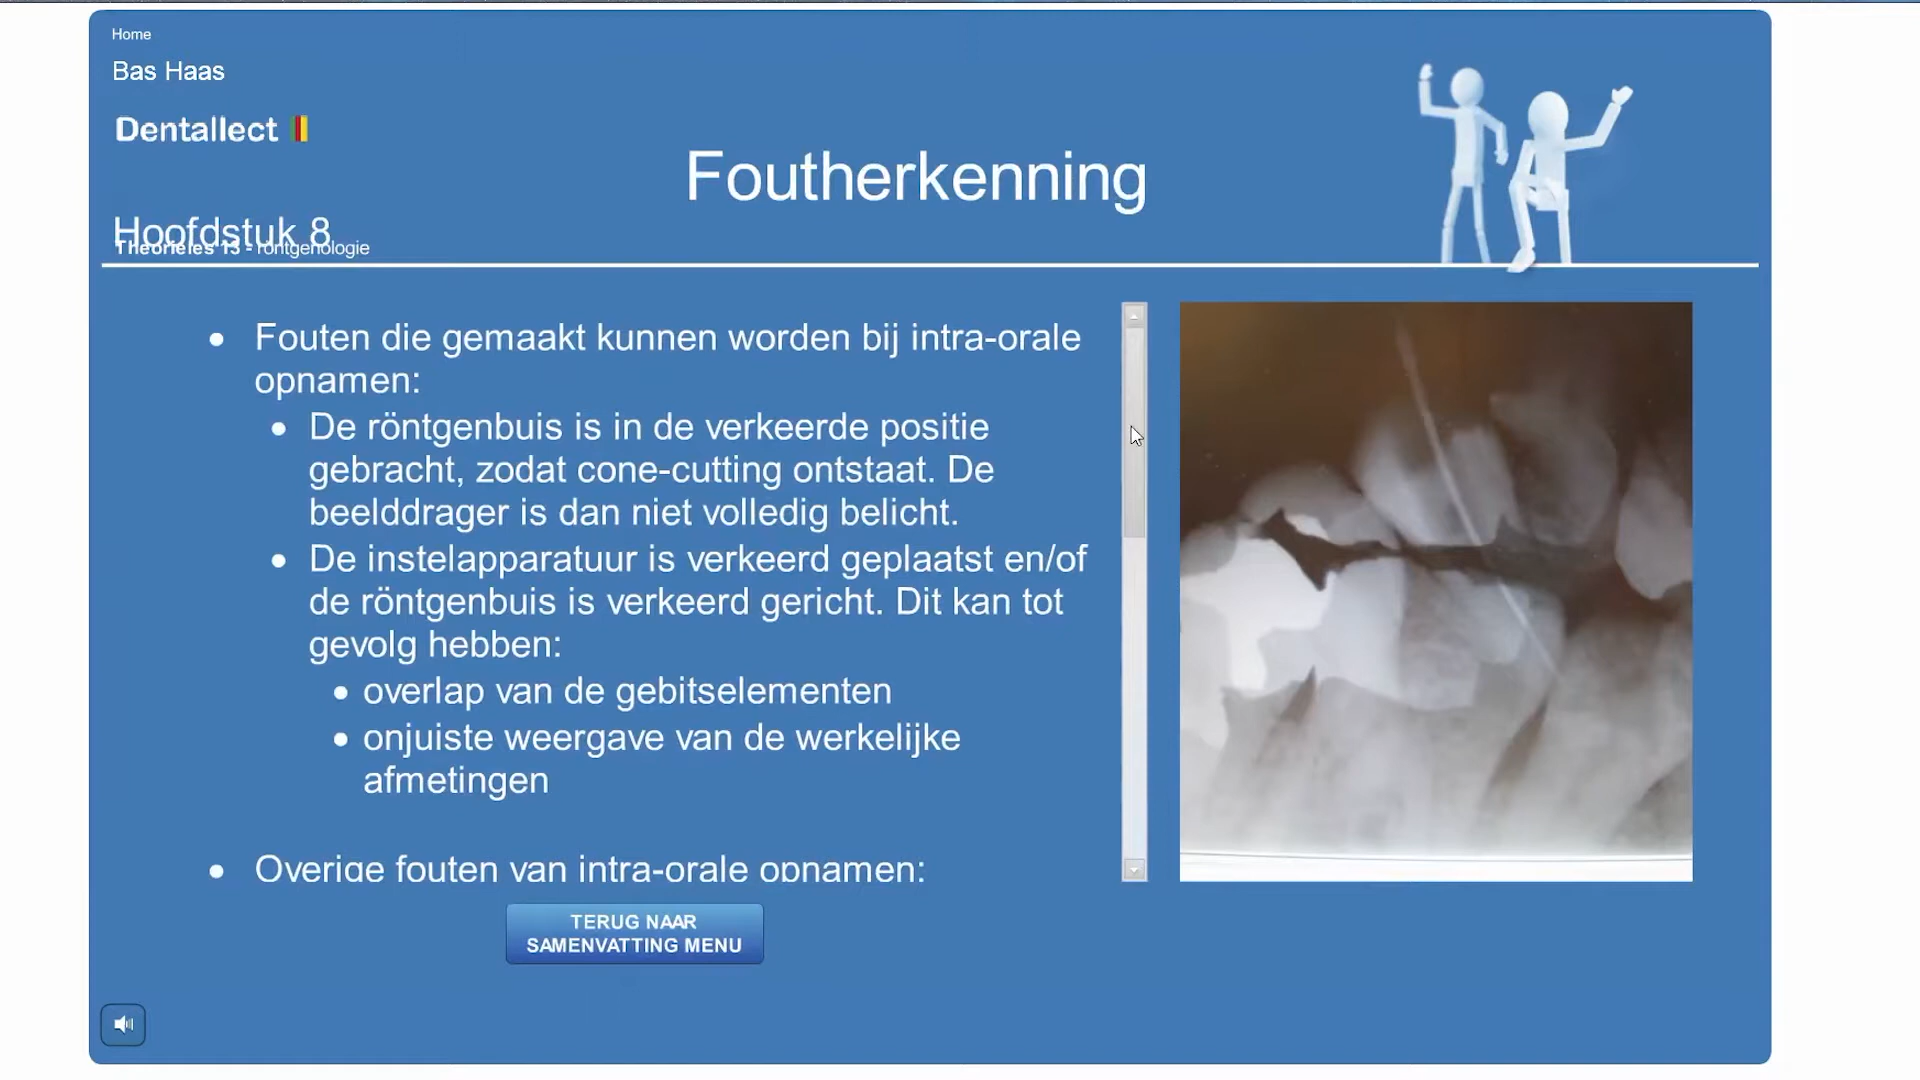 Home
Bas Haas
Dentallect
Foutherkenning
Hoofdstuk 8
Theorieles 13 - röntgenologie
Fouten die gemaakt kunnen worden bij intra-orale
opnamen:
De röntgenbuis is in de verkeerde positie
gebracht, zodat cone-cutting ontstaat. De
beelddrager is dan niet volledig belicht.
De instelapparatuur is verkeerd geplaatst en/of
de röntgenbuis is verkeerd gericht. Dit kan tot
gevolg hebben:
overlap van de gebitselementen
onjuiste weergave van de werkelijke
afmetingen
Overige fouten van intra-orale opnamen:
TERUG NAAR
SAMENVATTING MENU